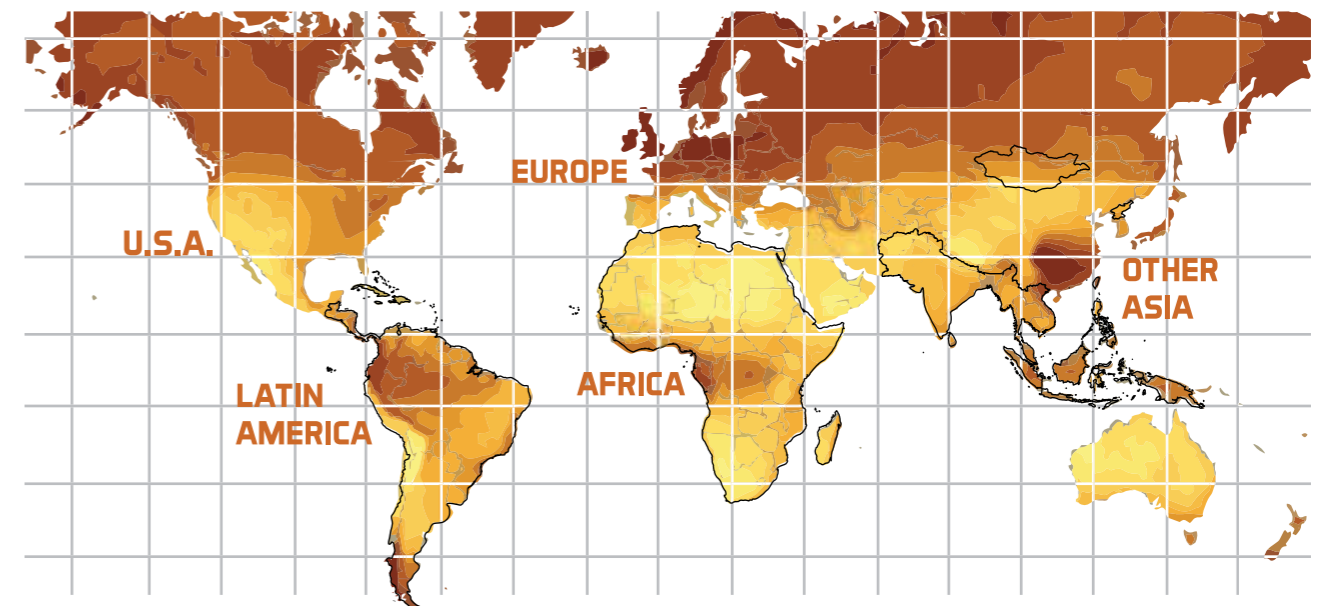 EUROPE
U.S.A.
OTHER
ASIA
AFRICA
LATIN
AMERICA